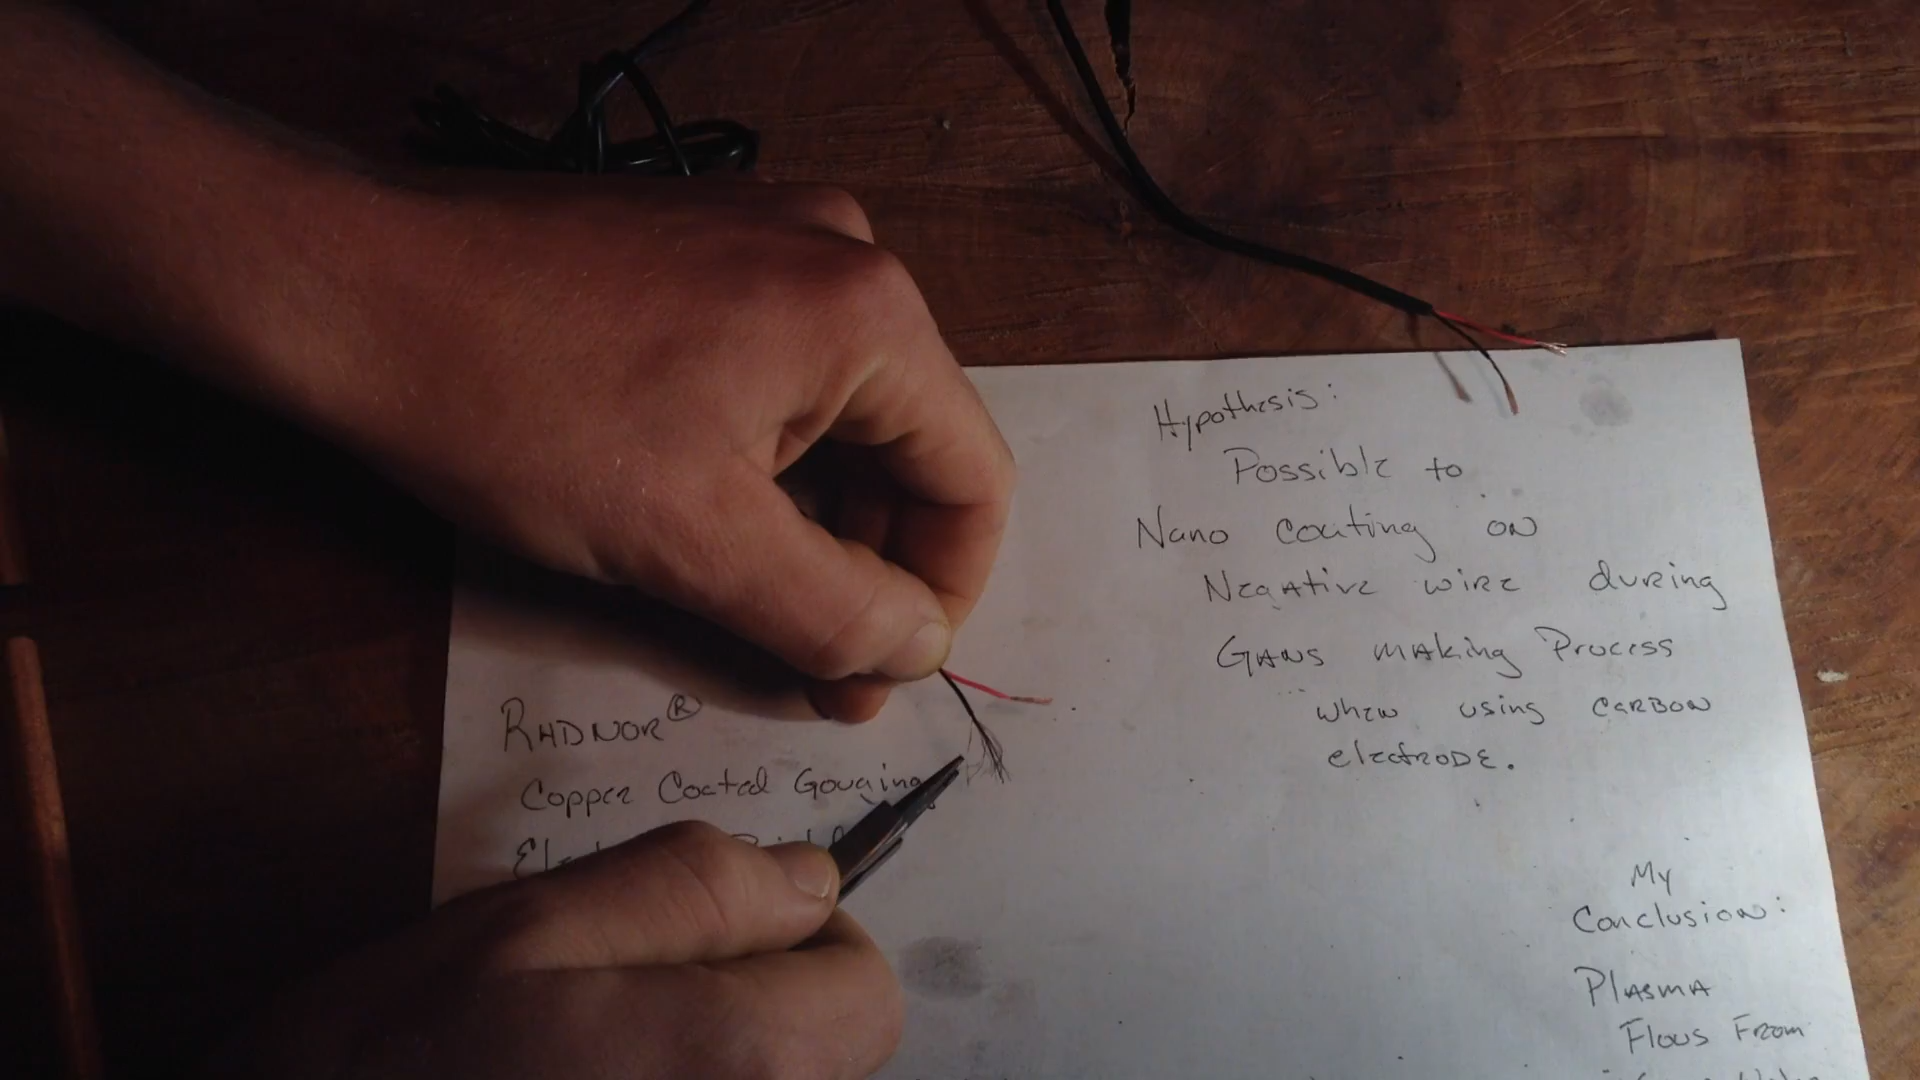 Hypothesis:
Possible to
Nano coating on
Negative wire during
GANS making Process
when using carbon
electrode.
RADNOR®
Copper Coated Gouging
My
Conclusion:
Plasma
Flows From